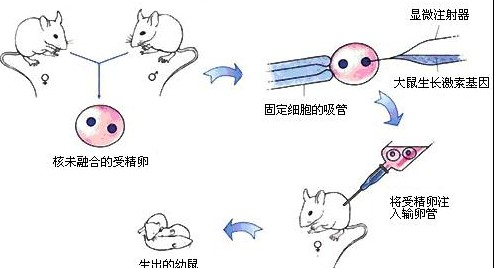 显微注射器
大鼠生长激素基因
固定细胞的吸管
♀
♂
核未融合的受精卵
将受精卵注
入输卵管
♀
生出的幼鼠